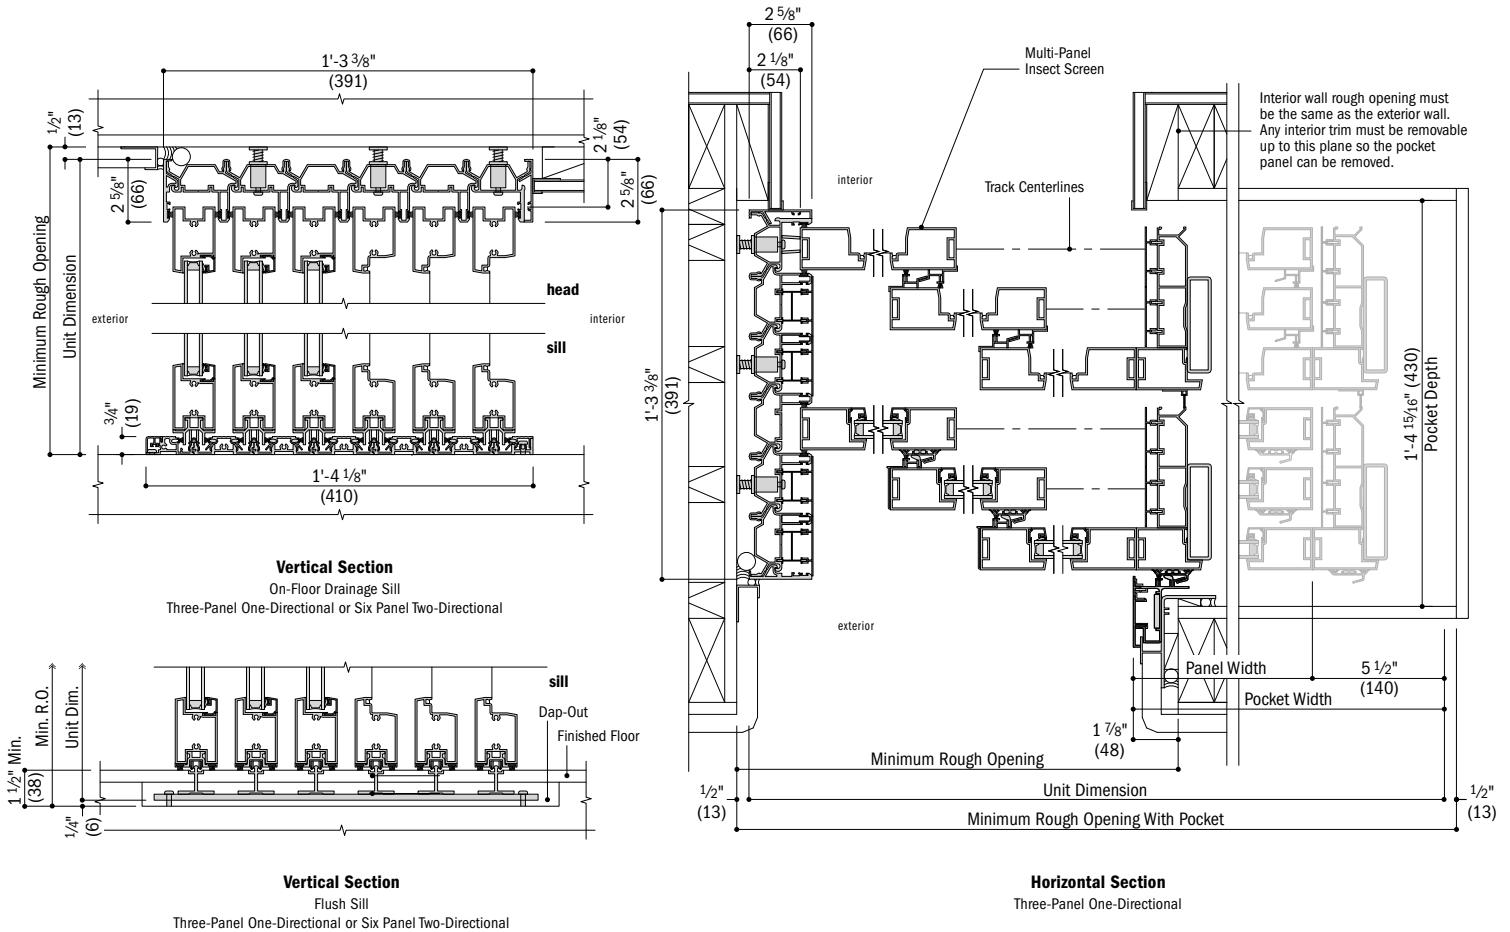 1'-3 3/8"
(391)
1/2"
(13)
2 1/8"
(54)
2 5/8"
(66)
2 5/8"
(66)
Minimum Rough Opening
Unit Dimension
head
exterior
interior
sill
3/4"
(19)
1'-4 1/8"
(410)
Vertical Section
On-Floor Drainage Sill
Three-Panel One-Directional or Six Panel Two-Directional
Min. R.O.
Unit Dim.
sill
Dap-Out
Finished Floor
1 1/2" Min.
(38)
1/4"
(6)
Vertical Section
Flush Sill
Three-Panel One-Directional or Six Panel Two-Directional
2 5/8"
(66)
2 1/8"
(54)
Multi-Panel
Insect Screen
Interior wall rough opening must
be the same as the exterior wall.
Any interior trim must be removable
up to this plane so the pocket
panel can be removed.
interior
Track Centerlines
1'-3 3/8"
(391)
1'-4 15/16" (430)
Pocket Depth
exterior
Panel Width
5 1/2"
(140)
Pocket Width
1 7/8"
(48)
Minimum Rough Opening
1/2"
(13)
Unit Dimension
1/2"
(13)
Minimum Rough Opening With Pocket
Horizontal Section
Three-Panel One-Directional